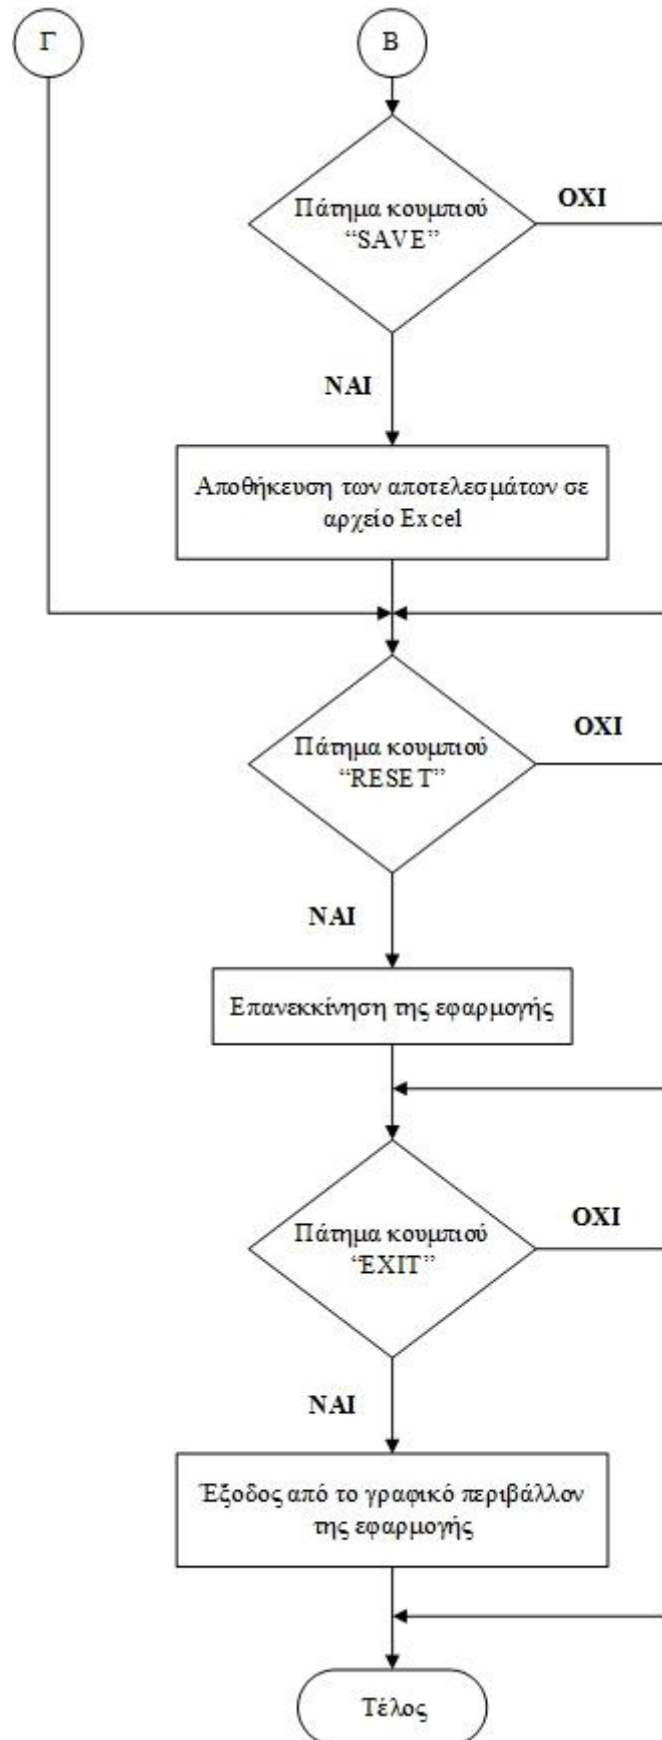 Γ
Β
Πάτημα κουμπιού
“SAVE”
ΟΧΙ
ΝΑΙ
Αποθήκευση των αποτελεσμάτων σε
αρχείο Excel
Πάτημα κουμπιού
“RESET”
ΟΧΙ
ΝΑΙ
Επανεκκίνηση της εφαρμογής
Πάτημα κουμπιού
“EXIT”
ΟΧΙ
ΝΑΙ
Έξοδος από το γραφικό περιβάλλον
της εφαρμογής
Τέλος